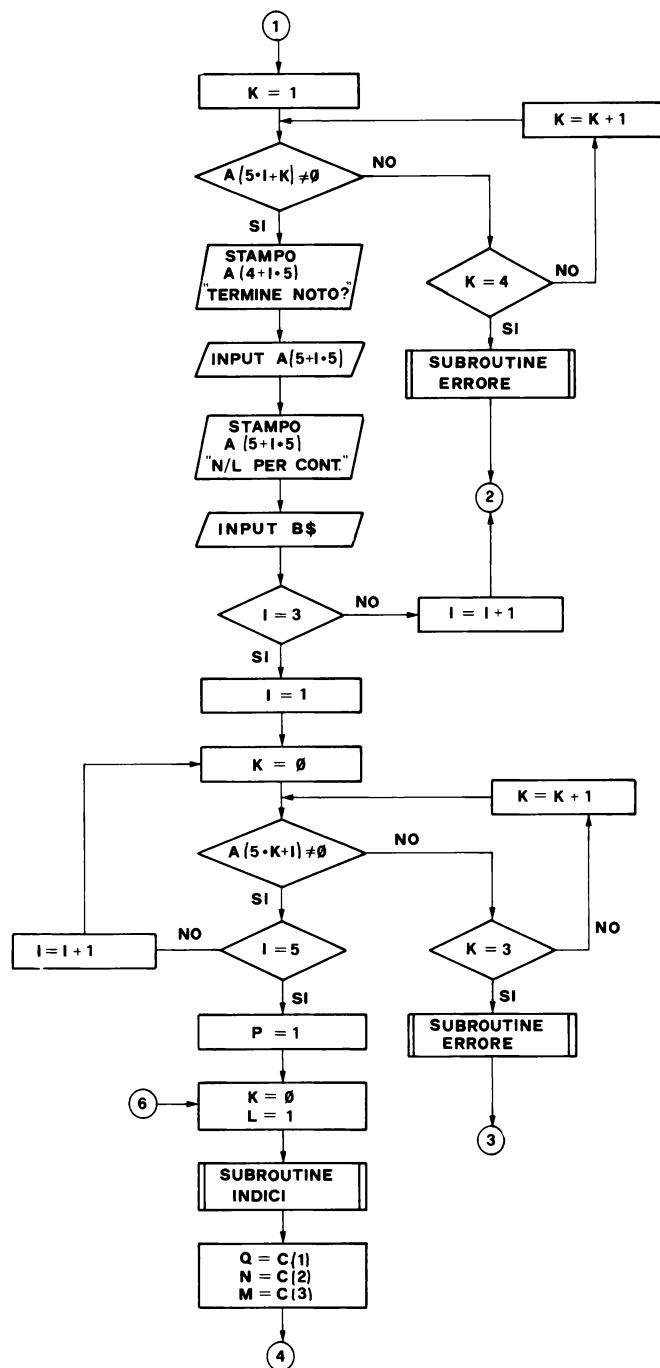 1
K = 1
K = K + 1
A(5•I+K) ≠ Ø
NO
SI
STAMPO
A (4+I•5)
"TERMINE NOTO?"
K = 4
NO
SI
INPUT A(5+I•5)
SUBROUTINE
ERRORE
STAMPO
A (5+I•5)
"N/L PER CONT."
2
INPUT B$
I = 3
NO
I = I + 1
SI
I = 1
K = Ø
K = K + 1
A(5•K+I) ≠ Ø
NO
SI
I = I + 1
NO
I = 5
K = 3
NO
SI
SI
P = 1
SUBROUTINE
ERRORE
6
K = Ø
L = 1
3
SUBROUTINE
INDICI
Q = C(1)
N = C(2)
M = C(3)
4